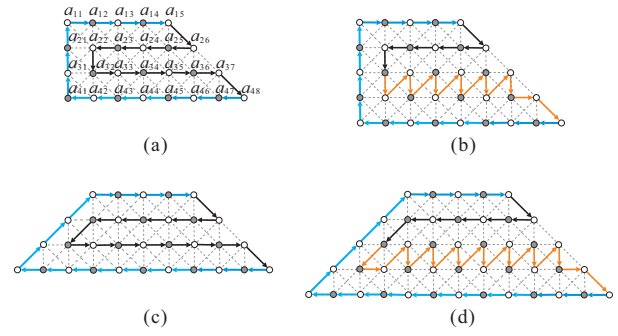 a11 a12 a13 a14 a15
a21 a22 a23 a24 a25 a26
a31 a32 a33 a34 a35 a36 a37
a41 a42 a43 a44 a45 a46 a47 a48
(a) (b)
(c) (d)